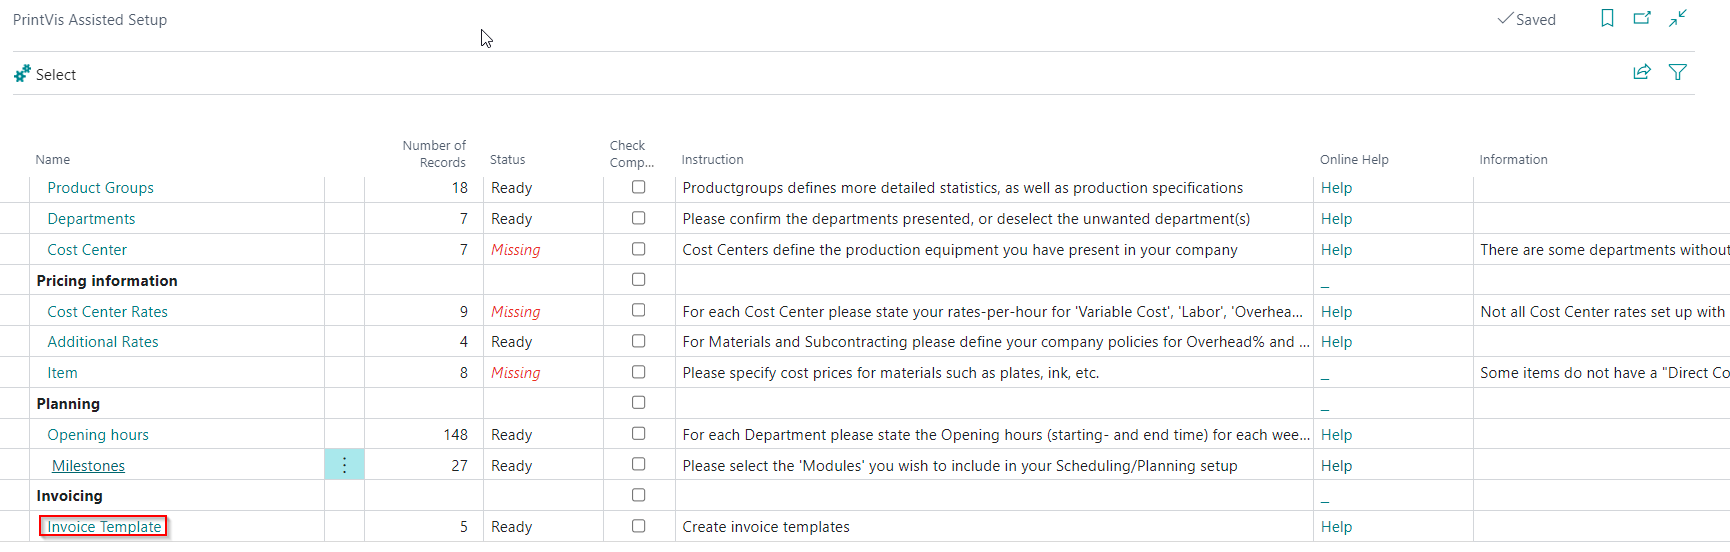 PrintVis Assisted Setup
Saved
Select
Number of Check
Name Records Status Comp... Instruction Online Help Information
Product Groups 18 Ready Productgroups defines more detailed statistics, as well as production specifications Help
Departments 7 Ready Please confirm the departments presented, or deselect the unwanted department(s) Help
Cost Center 7 Missing Cost Centers define the production equipment you have present in your company Help There are some departments without
Pricing information _
Cost Center Rates 9 Missing For each Cost Center please state your rates-per-hour for 'Variable Cost', 'Labor', 'Overhea... Help Not all Cost Center rates set up with
Additional Rates 4 Ready For Materials and Subcontracting please define your company policies for Overhead% and ... Help
Item 8 Missing Please specify cost prices for materials such as plates, ink, etc. _ Some items do not have a "Direct Co
Planning _
Opening hours 148 Ready For each Department please state the Opening hours (starting- and end time) for each wee... Help
Milestones 27 Ready Please select the 'Modules' you wish to include in your Scheduling/Planning setup Help
Invoicing _
Invoice Template 5 Ready Create invoice templates Help